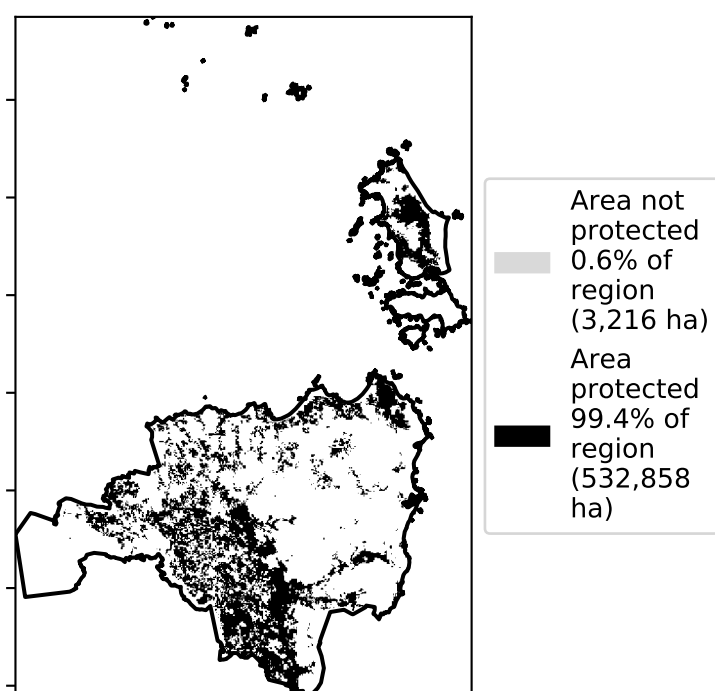 Area not
protected
0.6% of
region
(3,216 ha)
Area
protected
99.4% of
region
(532,858
ha)